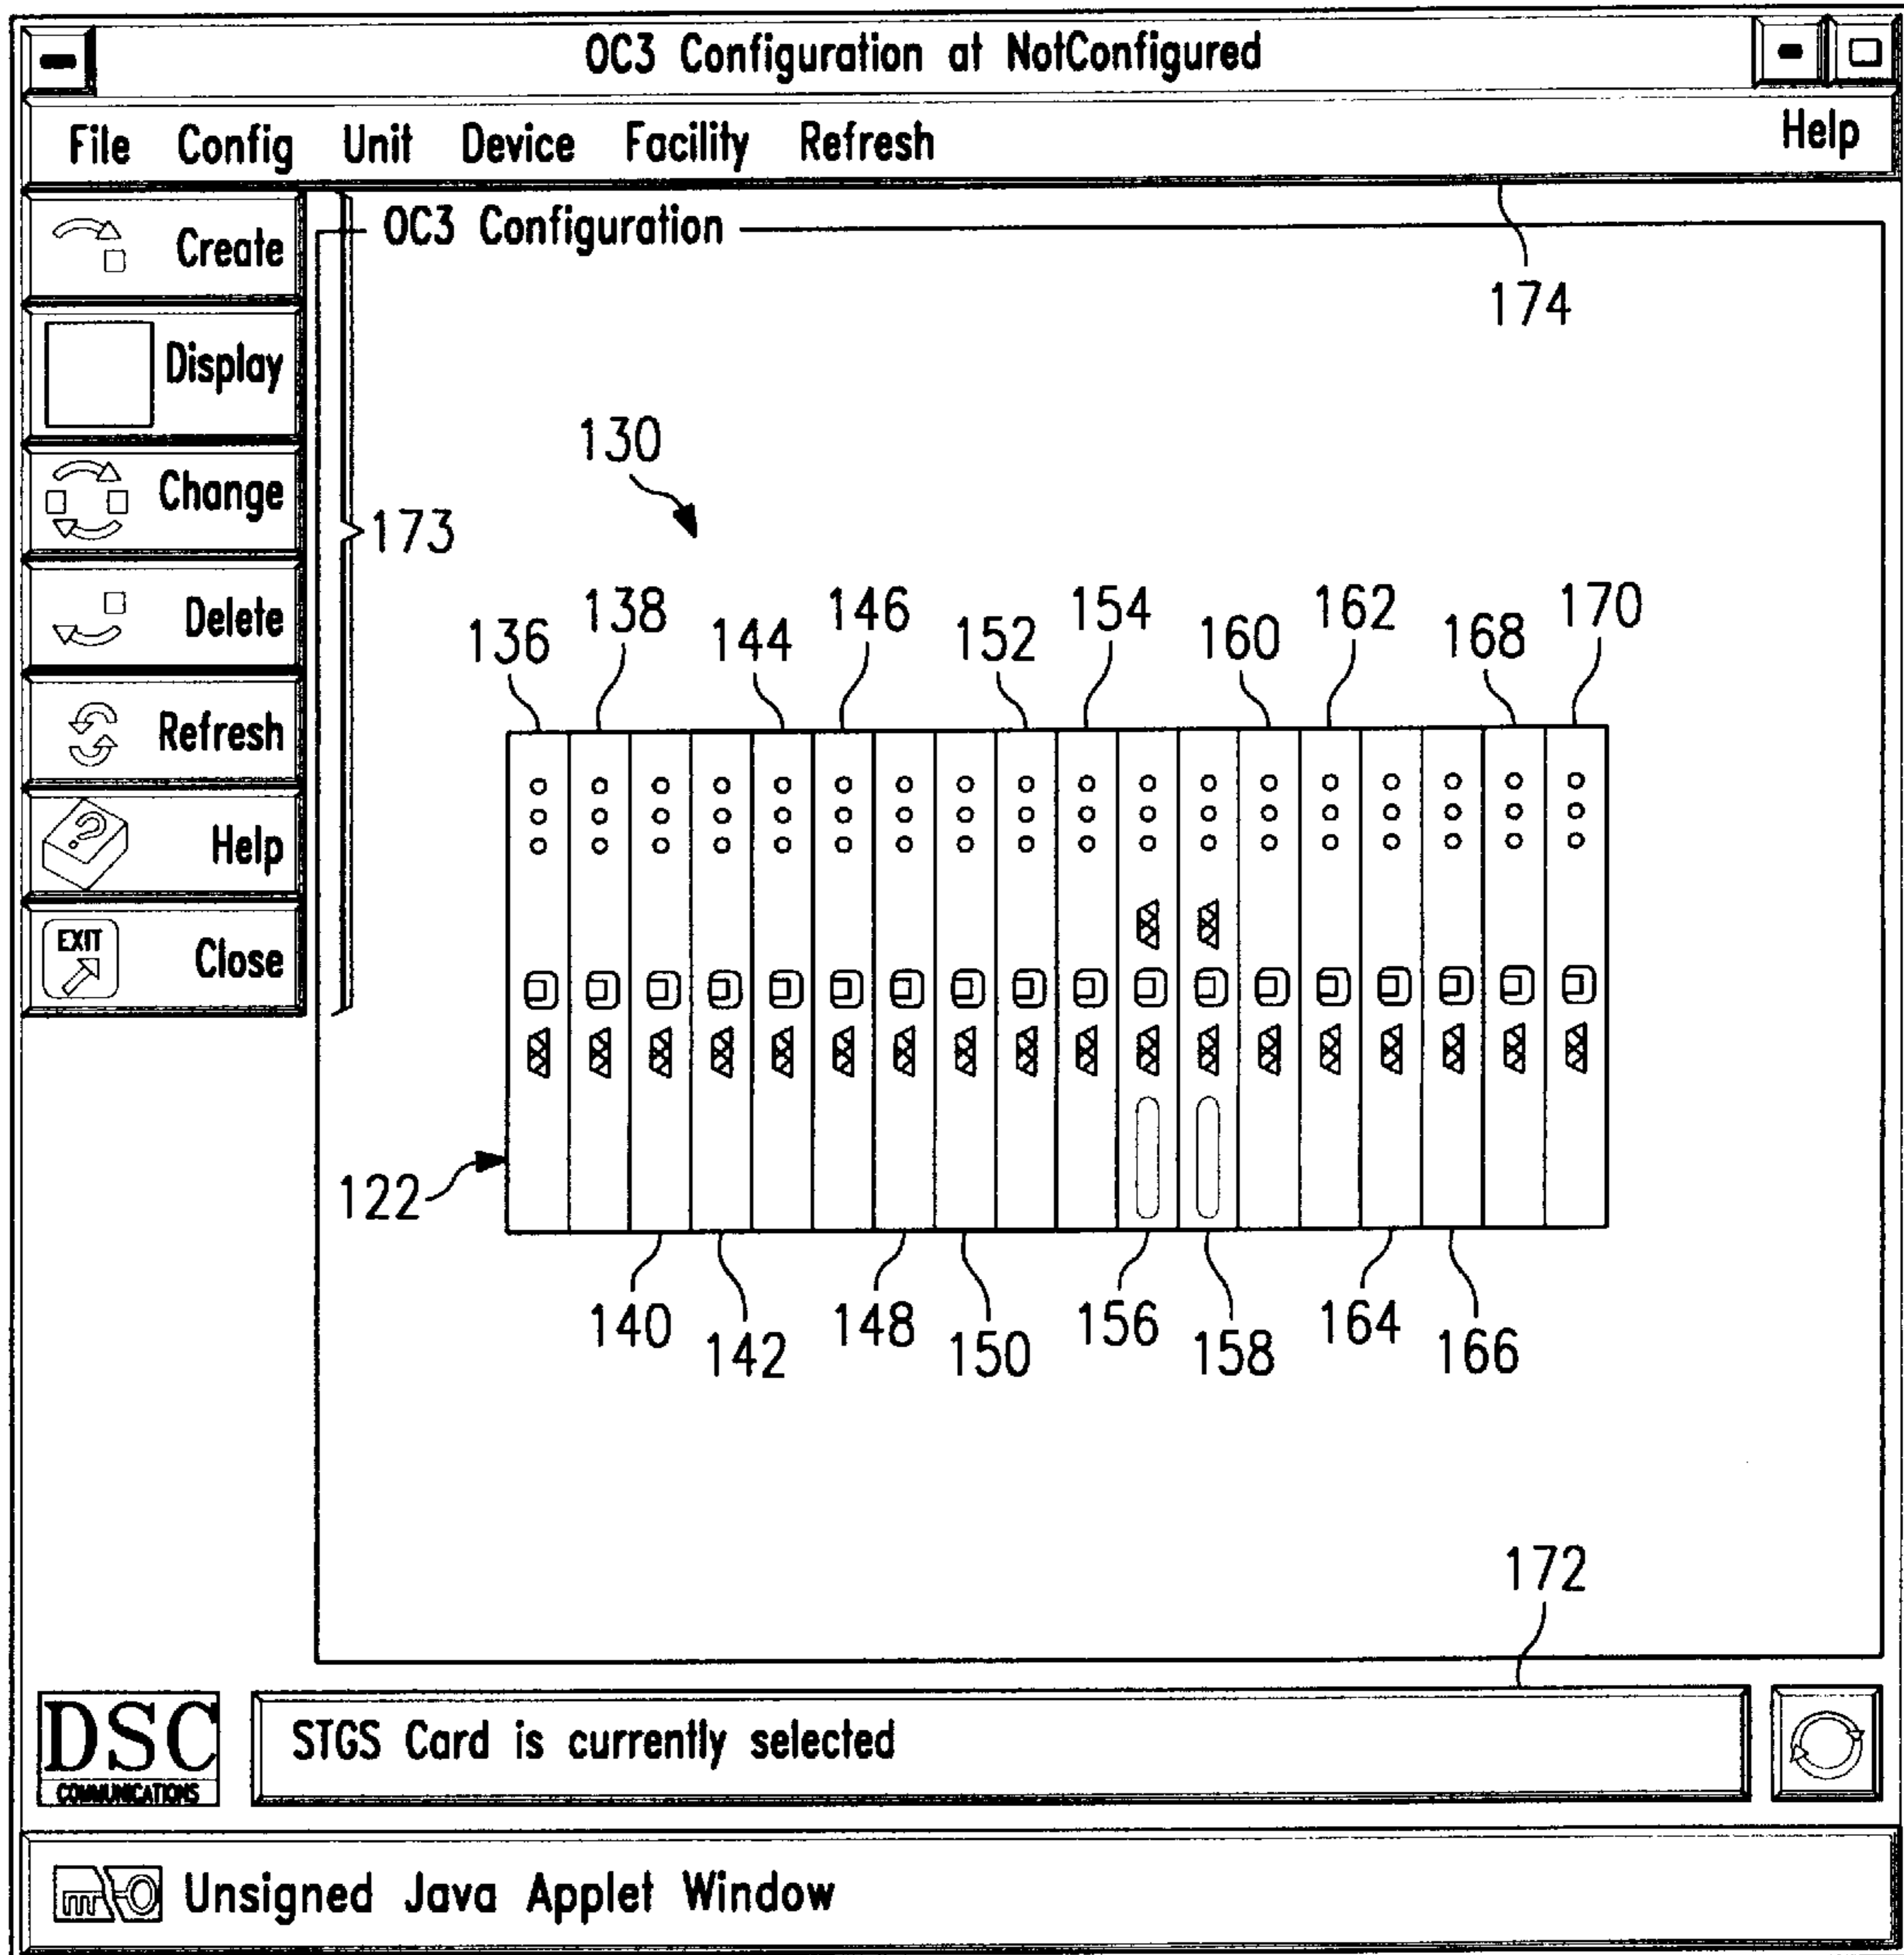 OC3 Configuration at NotConfigured
File Config Unit Device Facility Refresh Help
Create
OC3 Configuration
174
Display
130
Change
173
Delete
136 138 144 146 152 154 160 162 168 170
Refresh
? Help
EXIT Close
122
140 142 148 150 156 158 164 166
172
DSC
COMMUNICATIONS
STGS Card is currently selected
Unsigned Java Applet Window